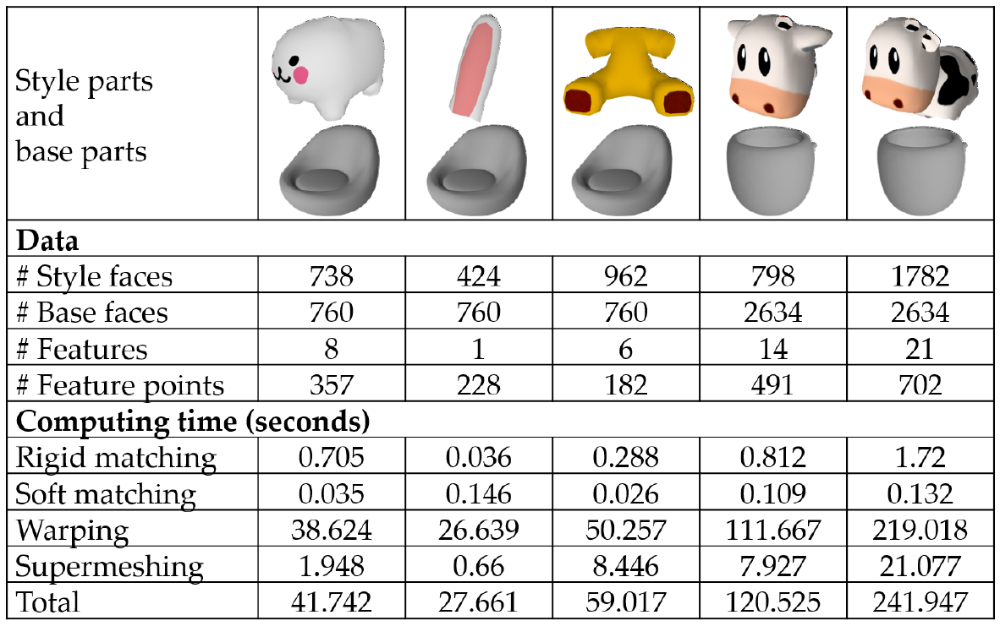 Style parts
and
base parts
Data
# Style faces 738 424 962 798 1782
# Base faces 760 760 760 2634 2634
# Features 8 1 6 14 21
# Feature points 357 228 182 491 702
Computing time (seconds)
Rigid matching 0.705 0.036 0.288 0.812 1.72
Soft matching 0.035 0.146 0.026 0.109 0.132
Warping 38.624 26.639 50.257 111.667 219.018
Supermeshing 1.948 0.66 8.446 7.927 21.077
Total 41.742 27.661 59.017 120.525 241.947